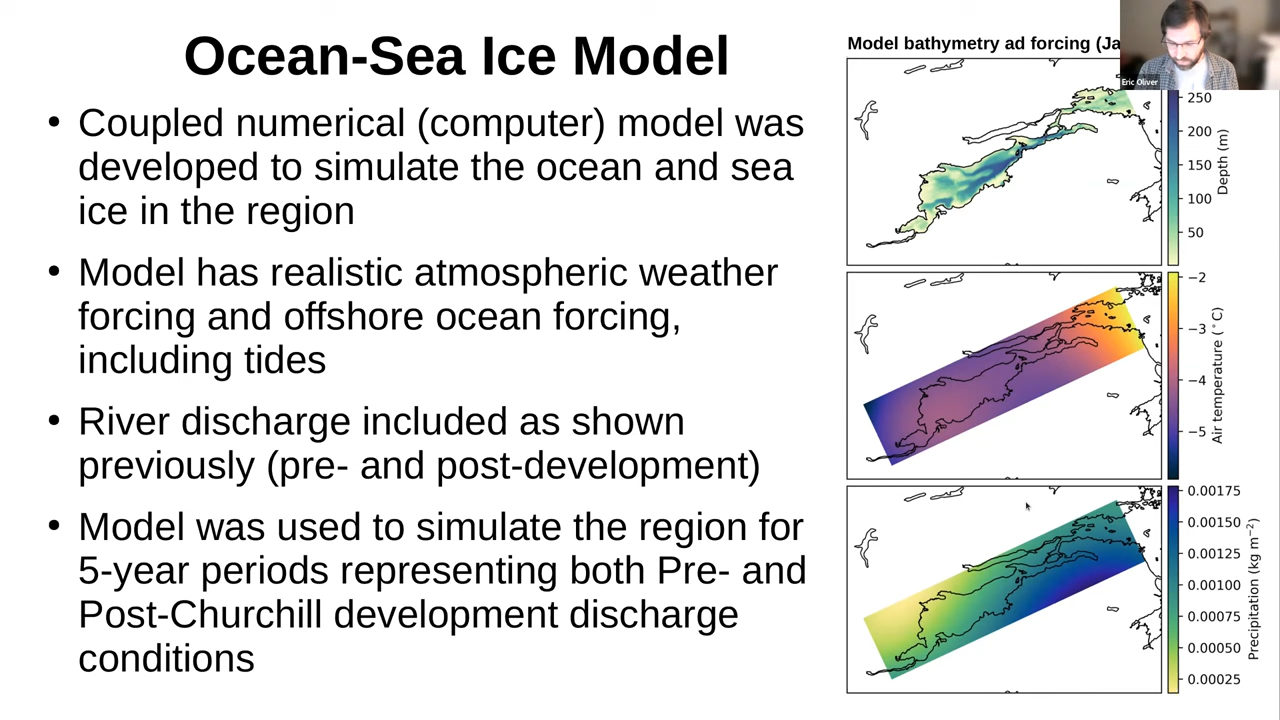 Ocean-Sea Ice Model
• Coupled numerical (computer) model was
developed to simulate the ocean and sea
ice in the region
• Model has realistic atmospheric weather
forcing and offshore ocean forcing,
including tides
• River discharge included as shown
previously (pre- and post-development)
• Model was used to simulate the region for
5-year periods representing both Pre- and
Post-Churchill development discharge
conditions
Model bathymetry ad forcing (Ja
Eric Oliver
250
200
150
100
50
Depth (m)
−2
−3
−4
−5
Air temperature (°C)
0.00175
0.00150
0.00125
0.00100
0.00075
0.00050
0.00025
Precipitation (kg m⁻²)